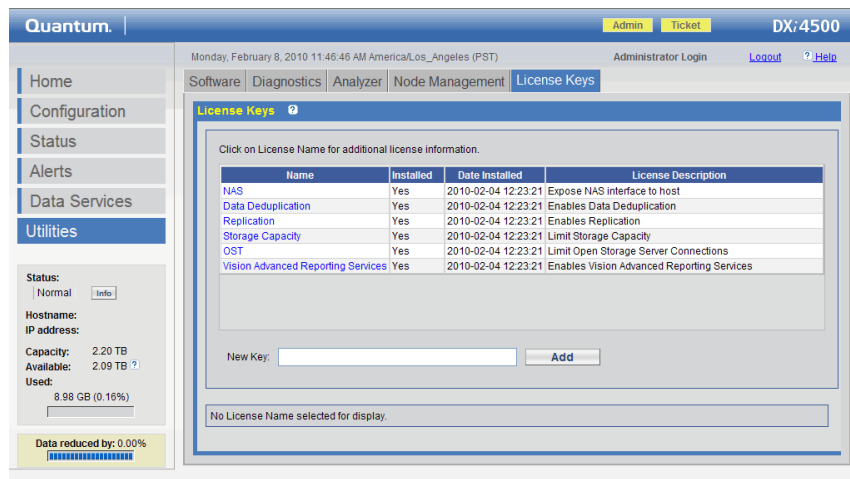 Quantum.
Admin Ticket DXi4500
Monday, February 8, 2010 11:46:46 AM America/Los_Angeles (PST) Administrator Login Logout ? Help
Home
Configuration
Status
Alerts
Data Services
Utilities
Status:
Normal Info
Hostname:
IP address:
Capacity: 2.20 TB
Available: 2.09 TB ?
Used:
8.98 GB (0.16%)
Data reduced by: 0.00%
Software Diagnostics Analyzer Node Management License Keys
License Keys ?
Click on License Name for additional license information.
Name Installed Date Installed License Description
NAS Yes 2010-02-04 12:23:21 Expose NAS interface to host
Data Deduplication Yes 2010-02-04 12:23:21 Enables Data Deduplication
Replication Yes 2010-02-04 12:23:21 Enables Replication
Storage Capacity Yes 2010-02-04 12:23:21 Limit Storage Capacity
OST Yes 2010-02-04 12:23:21 Limit Open Storage Server Connections
Vision Advanced Reporting Services Yes 2010-02-04 12:23:21 Enables Vision Advanced Reporting Services
New Key: Add
No License Name selected for display.